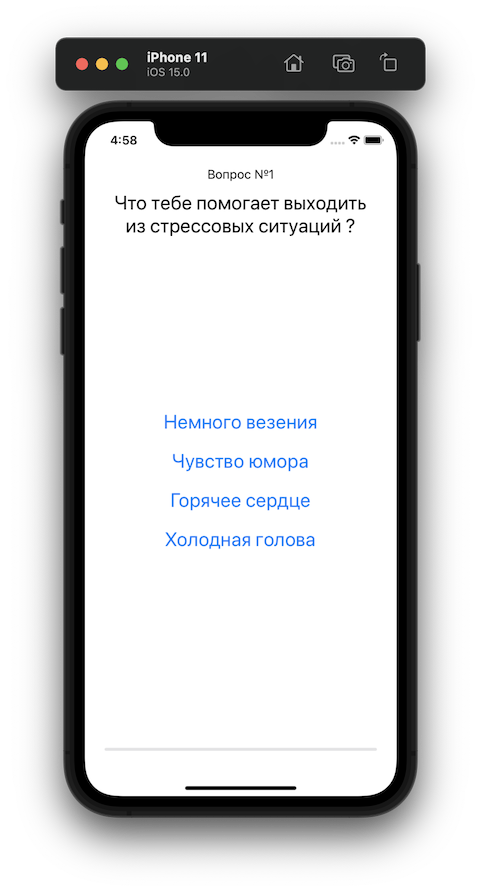 iPhone 11
iOS 15.0
4:58
Вопрос №1
Что тебе помогает выходить
из стрессовых ситуаций ?
Немного везения
Чувство юмора
Горячее сердце
Холодная голова